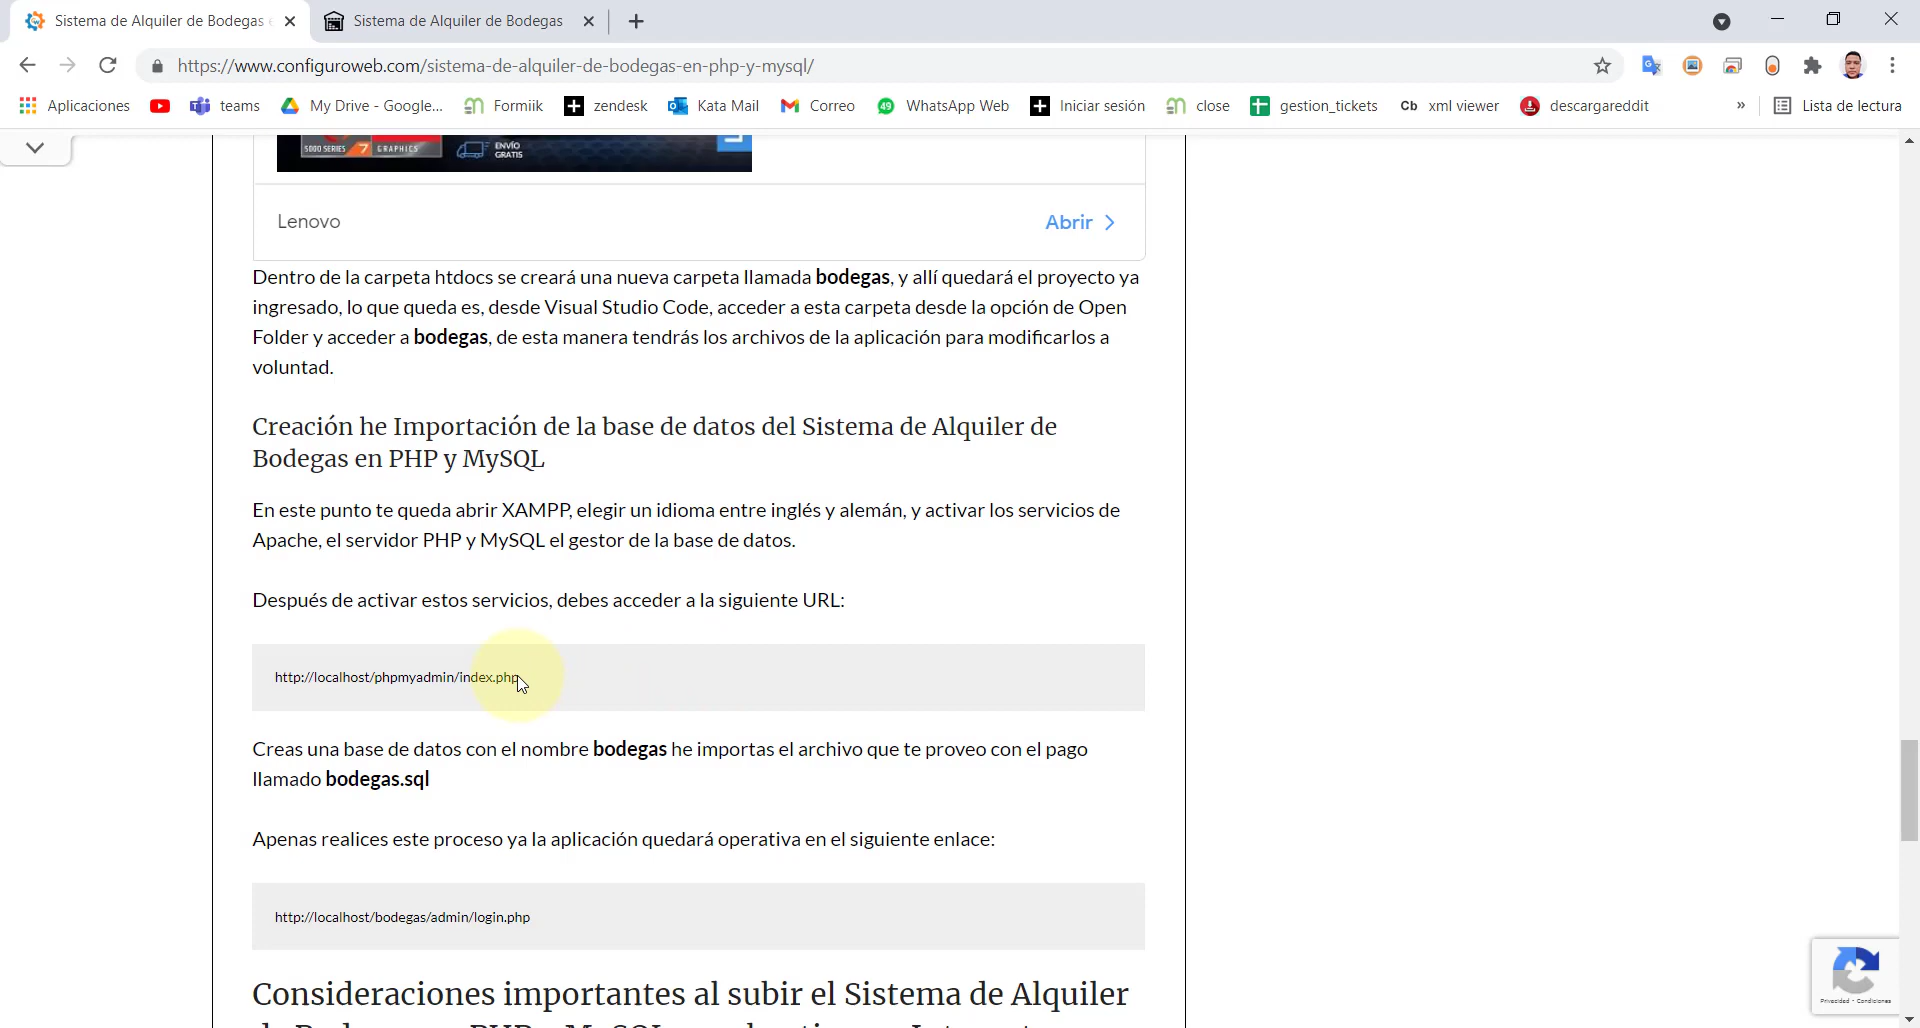 Sistema de Alquiler de Bodegas e
Sistema de Alquiler de Bodegas
https://www.configuroweb.com/sistema-de-alquiler-de-bodegas-en-php-y-mysql/
Aplicaciones
teams
My Drive - Google...
Formiik
zendesk
Kata Mail
Correo
49
WhatsApp Web
Iniciar sesión
close
gestion_tickets
Cb
xml viewer
descargareddit
»
Lista de lectura
5000 SERIES 7 GRAPHICS
ENVÍO
GRATIS
Lenovo
Abrir
Dentro de la carpeta htdocs se creará una nueva carpeta llamada bodegas, y allí quedará el proyecto ya
ingresado, lo que queda es, desde Visual Studio Code, acceder a esta carpeta desde la opción de Open
Folder y acceder a bodegas, de esta manera tendrás los archivos de la aplicación para modificarlos a
voluntad.
Creación he Importación de la base de datos del Sistema de Alquiler de
Bodegas en PHP y MySQL
En este punto te queda abrir XAMPP, elegir un idioma entre inglés y alemán, y activar los servicios de
Apache, el servidor PHP y MySQL el gestor de la base de datos.
Después de activar estos servicios, debes acceder a la siguiente URL:
http://localhost/phpmyadmin/index.php
Creas una base de datos con el nombre bodegas he importas el archivo que te proveo con el pago
llamado bodegas.sql
Apenas realices este proceso ya la aplicación quedará operativa en el siguiente enlace:
http://localhost/bodegas/admin/login.php
Consideraciones importantes al subir el Sistema de Alquiler
Privacidad - Condiciones